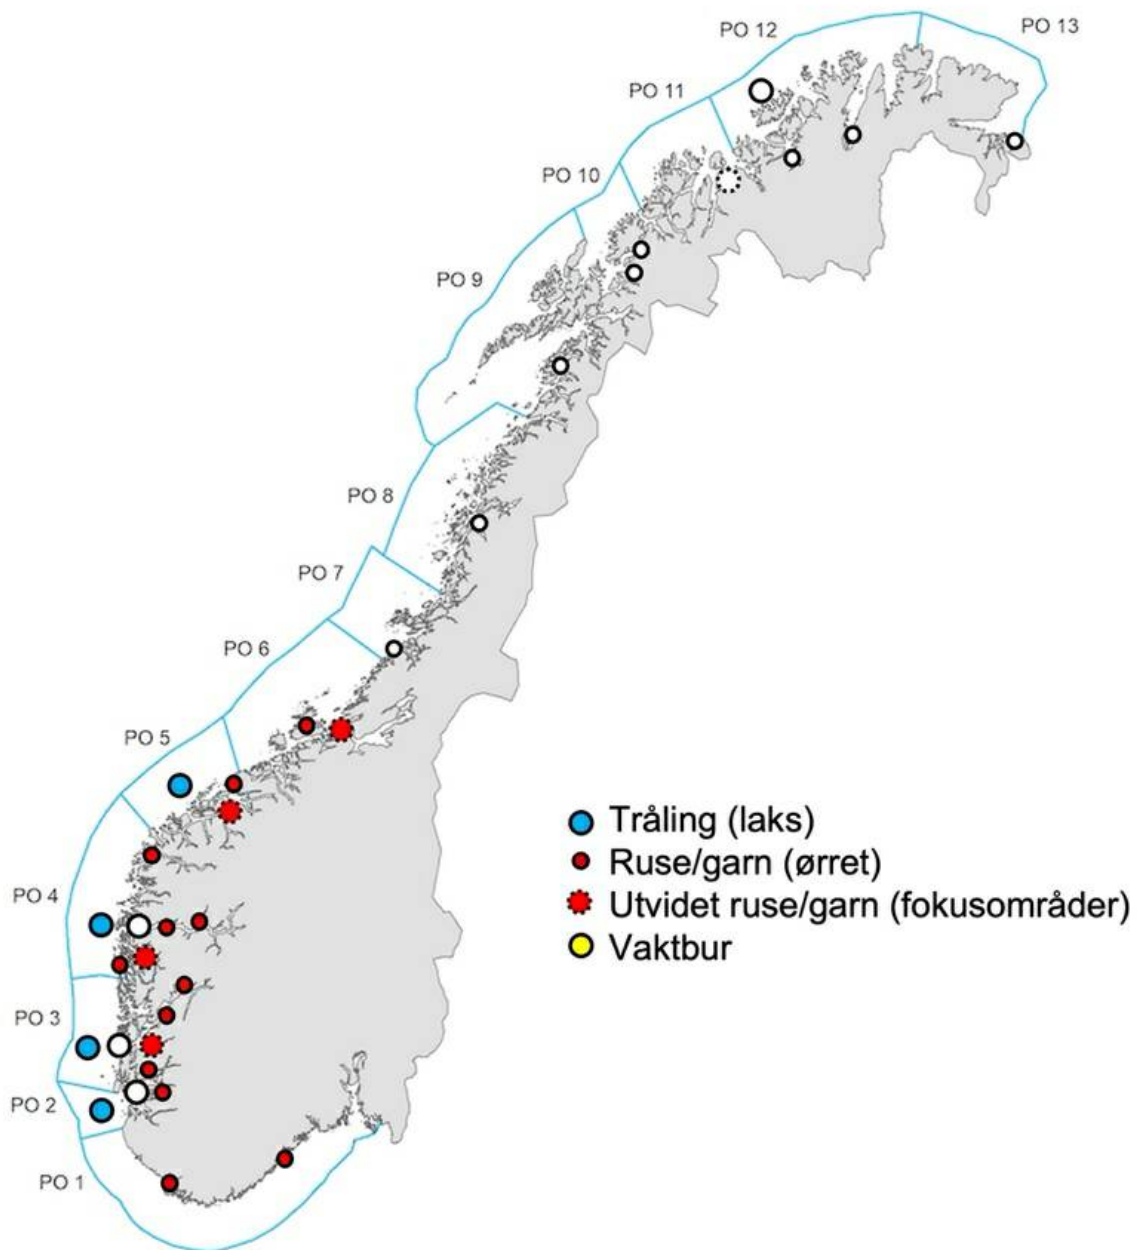 PO 12
PO 13
PO 11
PO 10
PO 9
PO 8
PO 7
PO 6
PO 5
PO 4
PO 3
PO 2
PO 1
Tråling (laks)
Ruse/garn (ørret)
Utvidet ruse/garn (fokusområder)
Vaktbur